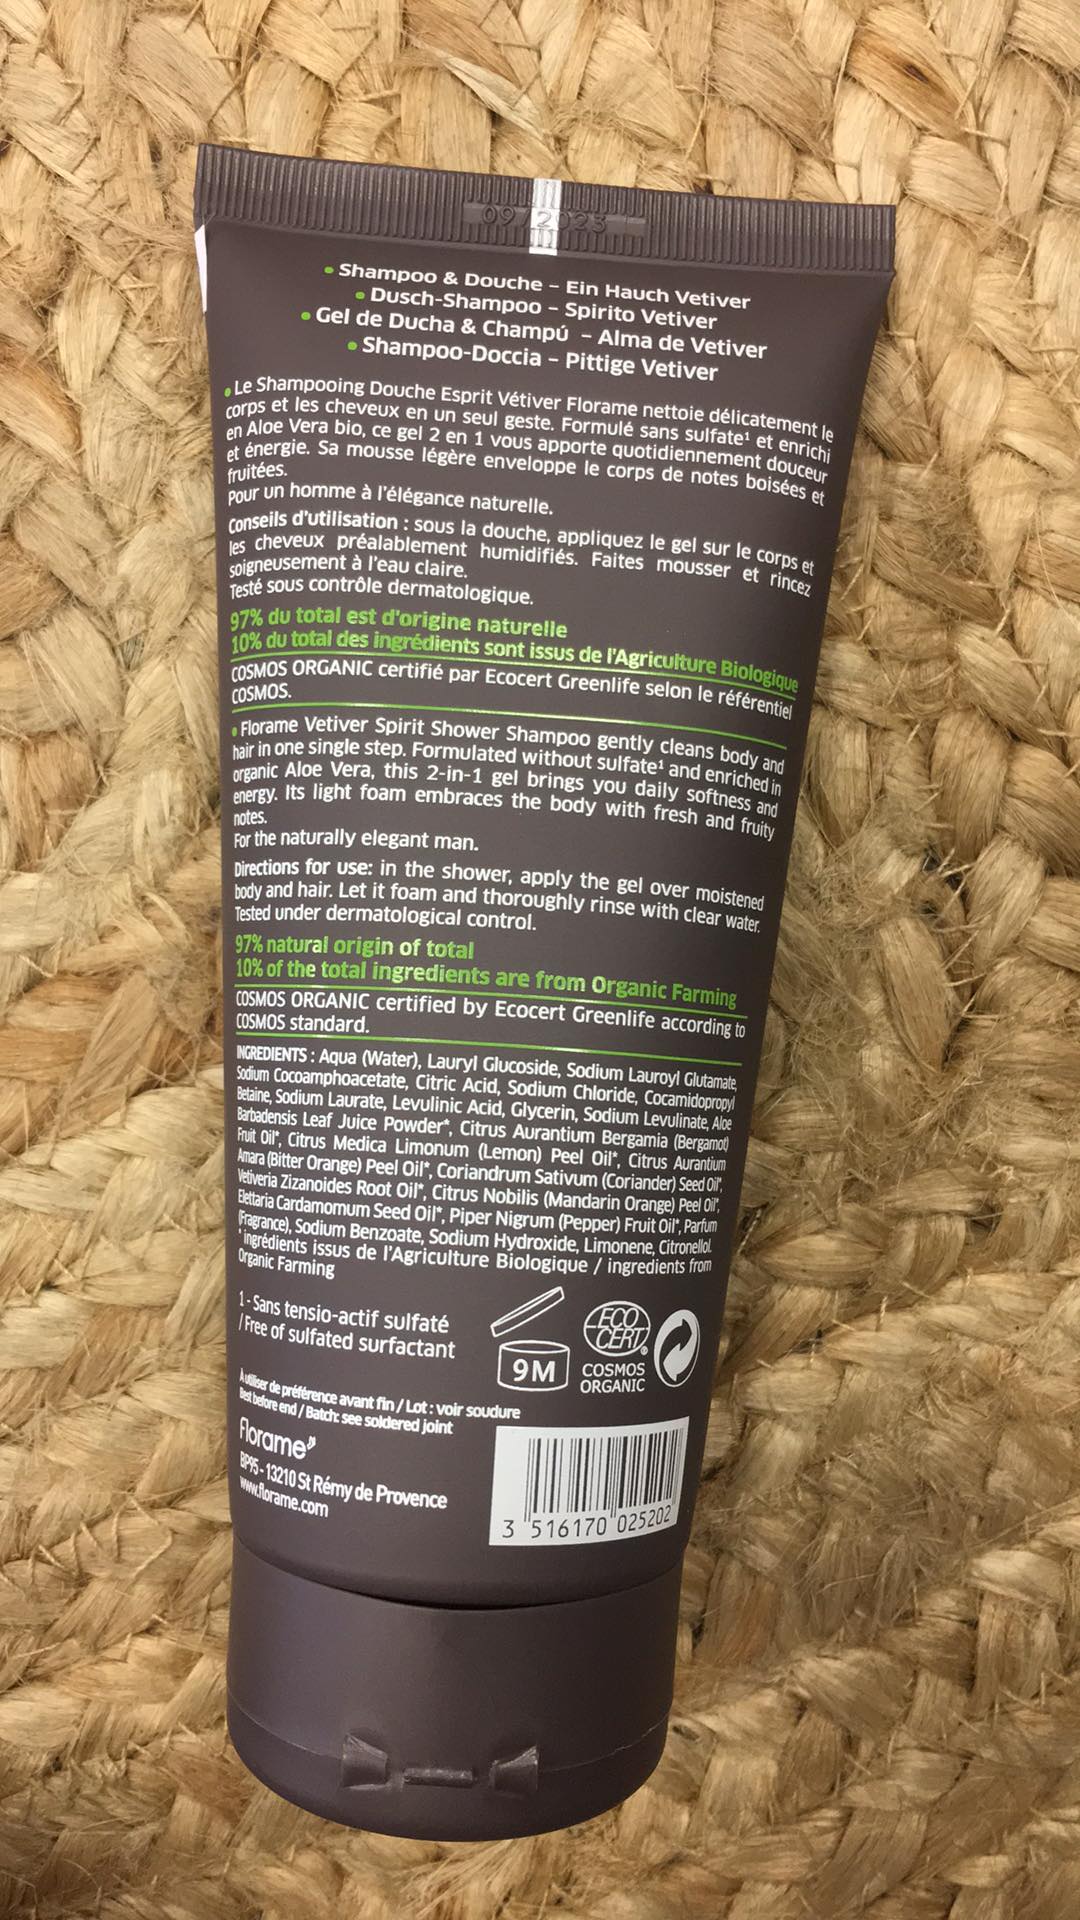 09/2023
• Shampoo & Douche – Ein Hauch Vetiver
• Dusch-Shampoo – Spirito Vetiver
• Gel de Ducha & Champú – Alma de Vetiver
• Shampoo-Doccia – Pittige Vetiver
• Le Shampooing Douche Esprit Vétiver Florame nettoie délicatement le
corps et les cheveux en un seul geste. Formulé sans sulfate¹ et enrichi
en Aloe Vera bio, ce gel 2 en 1 vous apporte quotidiennement douceur
et énergie. Sa mousse légère enveloppe le corps de notes boisées et
fruitées.
Pour un homme à l'élégance naturelle.
Conseils d'utilisation : sous la douche, appliquez le gel sur le corps et
les cheveux préalablement humidifiés. Faites mousser et rincez
soigneusement à l'eau claire.
Testé sous contrôle dermatologique.
97% du total est d'origine naturelle
10% du total des ingrédients sont issus de l'Agriculture Biologique
COSMOS ORGANIC certifié par Ecocert Greenlife selon le référentiel
COSMOS.
• Florame Vetiver Spirit Shower Shampoo gently cleans body and
hair in one single step. Formulated without sulfate¹ and enriched in
organic Aloe Vera, this 2-in-1 gel brings you daily softness and
energy. Its light foam embraces the body with fresh and fruity
notes.
For the naturally elegant man.
Directions for use: in the shower, apply the gel over moistened
body and hair. Let it foam and thoroughly rinse with clear water.
Tested under dermatological control.
97% natural origin of total
10% of the total ingredients are from Organic Farming
COSMOS ORGANIC certified by Ecocert Greenlife according to
COSMOS standard.
INGREDIENTS : Aqua (Water), Lauryl Glucoside, Sodium Lauroyl Glutamate,
Sodium Cocoamphoacetate, Citric Acid, Sodium Chloride, Cocamidopropyl
Betaine, Sodium Laurate, Levulinic Acid, Glycerin, Sodium Levulinate, Aloe
Barbadensis Leaf Juice Powder*, Citrus Aurantium Bergamia (Bergamot)
Fruit Oil*, Citrus Medica Limonum (Lemon) Peel Oil*, Citrus Aurantium
Amara (Bitter Orange) Peel Oil*, Coriandrum Sativum (Coriander) Seed Oil*,
Vetiveria Zizanoides Root Oil*, Citrus Nobilis (Mandarin Orange) Peel Oil*,
Elettaria Cardamomum Seed Oil*, Piper Nigrum (Pepper) Fruit Oil*, Parfum
(Fragrance), Sodium Benzoate, Sodium Hydroxide, Limonene, Citronellol.
* ingrédients issus de l'Agriculture Biologique / ingredients from
Organic Farming
1 - Sans tensio-actif sulfaté
/ Free of sulfated surfactant
9M
ECO
CERT®
COSMOS
ORGANIC
A utiliser de préférence avant fin / Lot : voir soudure
Best before end / Batch: see soldered joint
Florame
BP95 - 13210 St Rémy de Provence
www.florame.com
3 516170 025202